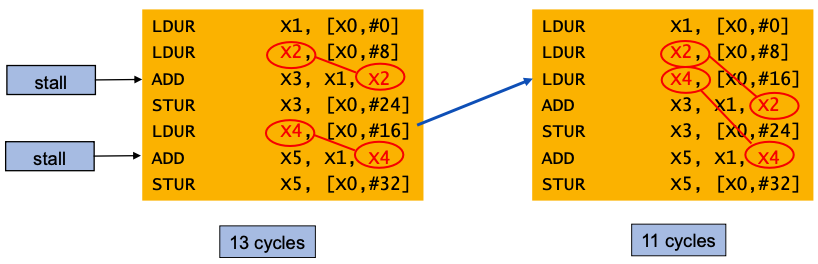 LDUR X1, [X0,#0]
LDUR X2, [X0,#8]
stall
ADD X3, X1, X2
STUR X3, [X0,#24]
LDUR X4, [X0,#16]
stall
ADD X5, X1, X4
STUR X5, [X0,#32]
13 cycles
LDUR X1, [X0,#0]
LDUR X2, [X0,#8]
LDUR X4, [X0,#16]
ADD X3, X1, X2
STUR X3, [X0,#24]
ADD X5, X1, X4
STUR X5, [X0,#32]
11 cycles